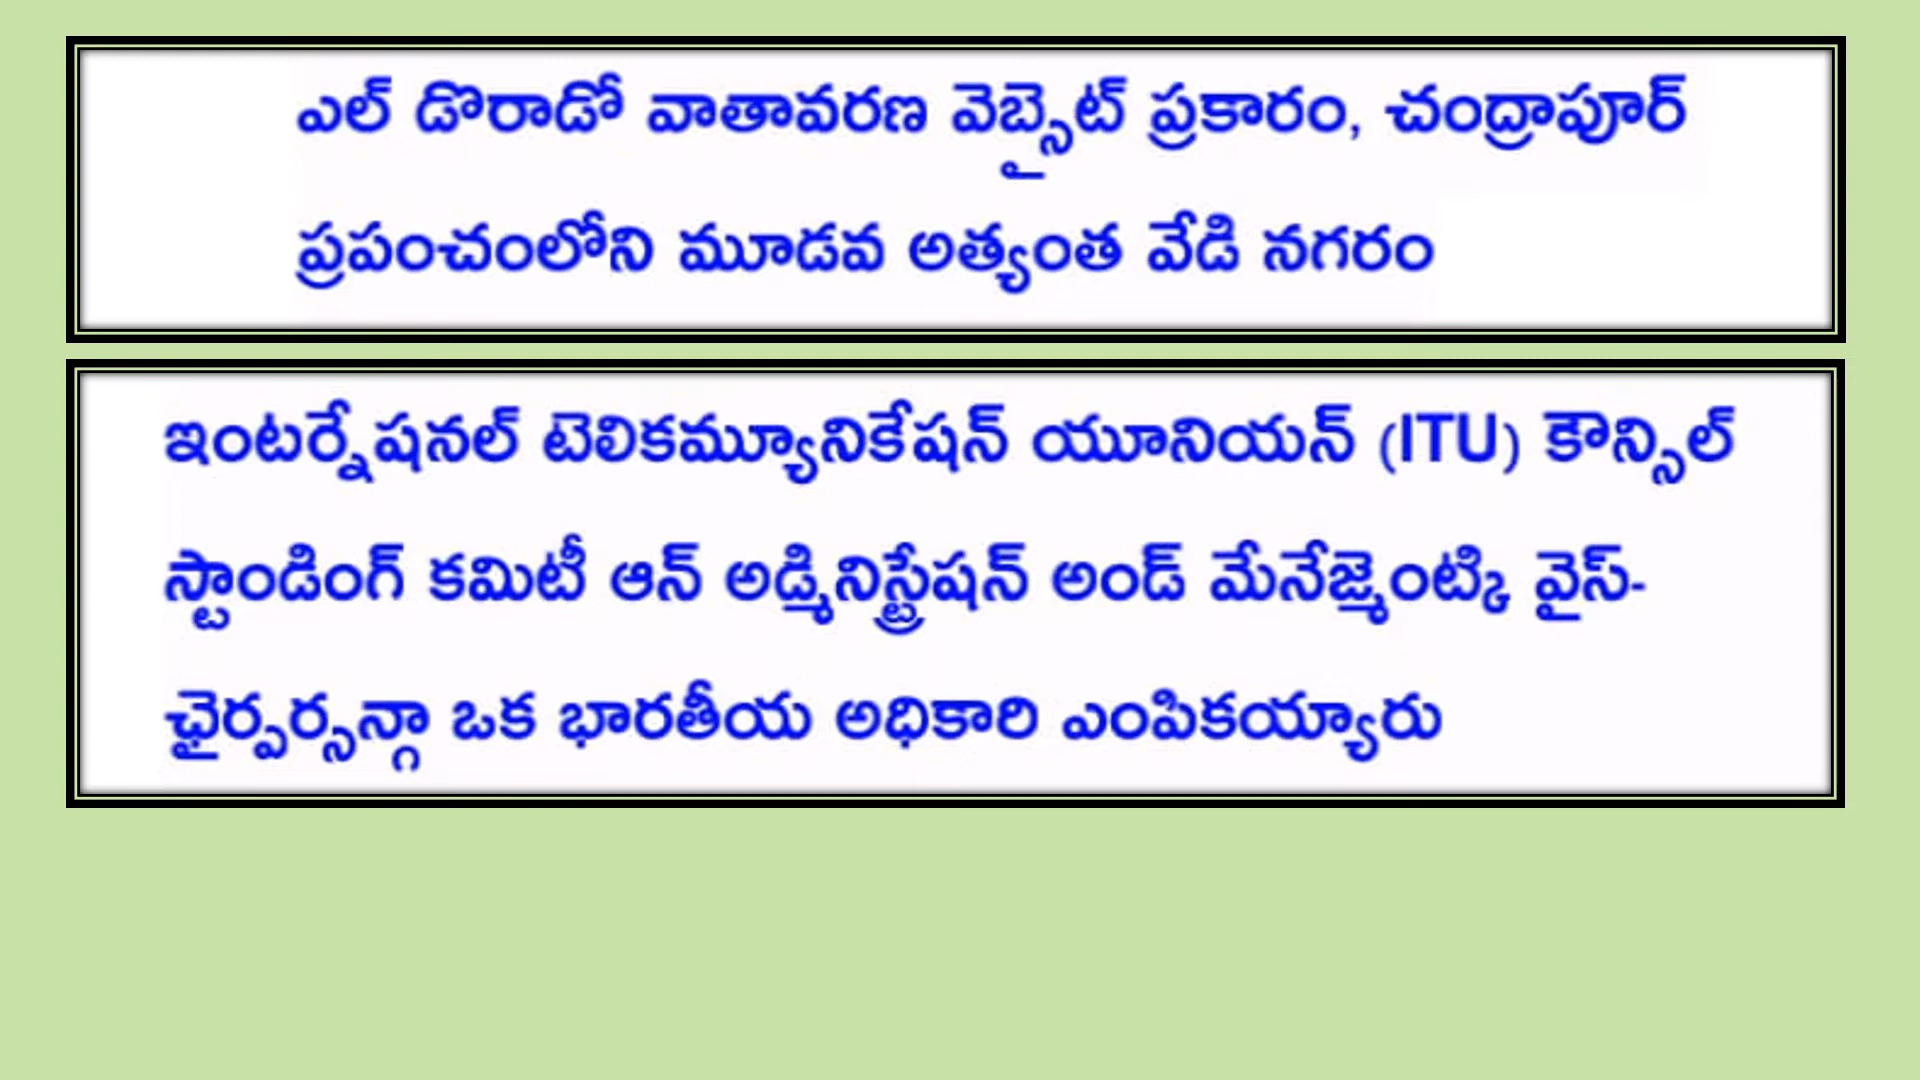 ఎల్ డొరాడో వాతావరణ వెబ్సైట్ ప్రకారం, చంద్రాపూర్
ప్రపంచంలోని మూడవ అత్యంత వేడి నగరం
ఇంటర్నేషనల్ టెలికమ్యూనికేషన్ యూనియన్ (ITU) కౌన్సిల్
స్టాండింగ్ కమిటీ ఆన్ అడ్మినిస్ట్రేషన్ అండ్ మేనేజ్మెంట్కి వైస్-
ఛైర్పర్సన్గా ఒక భారతీయ అధికారి ఎంపికయ్యారు